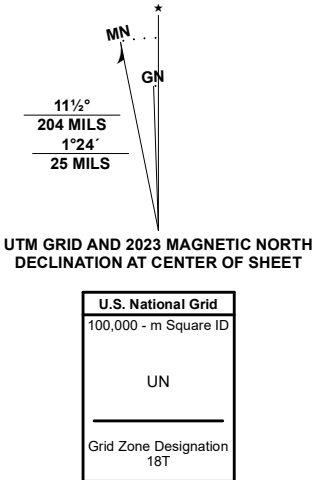 ★
MN
GN
11½°
204 MILS
1°24´
25 MILS
UTM GRID AND 2023 MAGNETIC NORTH
DECLINATION AT CENTER OF SHEET
U.S. National Grid
100,000 - m Square ID
UN
Grid Zone Designation
18T